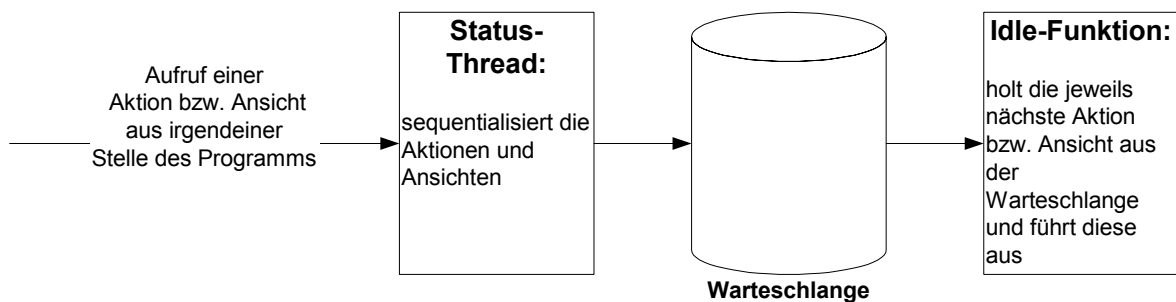 Aufruf einer
Aktion bzw. Ansicht
aus irgendeiner
Stelle des Programms
Status-
Thread:
sequentialisiert die
Aktionen und
Ansichten
Warteschlange
Idle-Funktion:
holt die jeweils
nächste Aktion
bzw. Ansicht aus
der
Warteschlange
und führt diese
aus